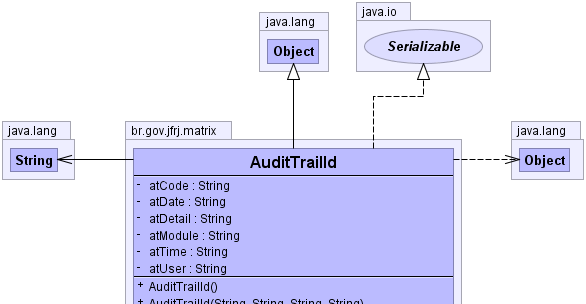 java.io
java.lang
Object
Serializable
java.lang
String
br.gov.jfrj.matrix
java.lang
Object
AuditTrailId
- atCode : String
- atDate : String
- atDetail : String
- atModule : String
- atTime : String
- atUser : String
+ AuditTrailId()
+ AuditTrailId(String, String, String, String)